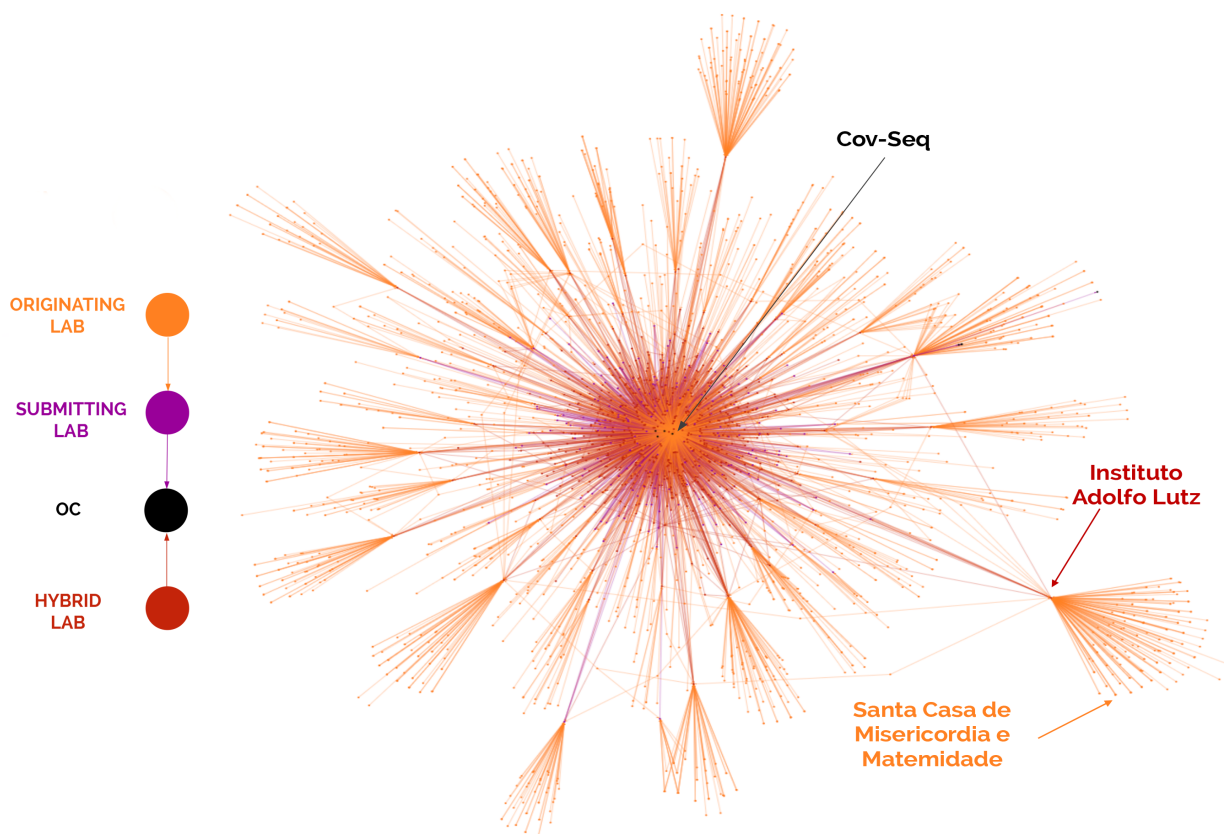 Cov-Seq
ORIGINATING
LAB
SUBMITTING
LAB
OC
HYBRID
LAB
Instituto
Adolfo Lutz
Santa Casa de
Misericordia e
Matemidade